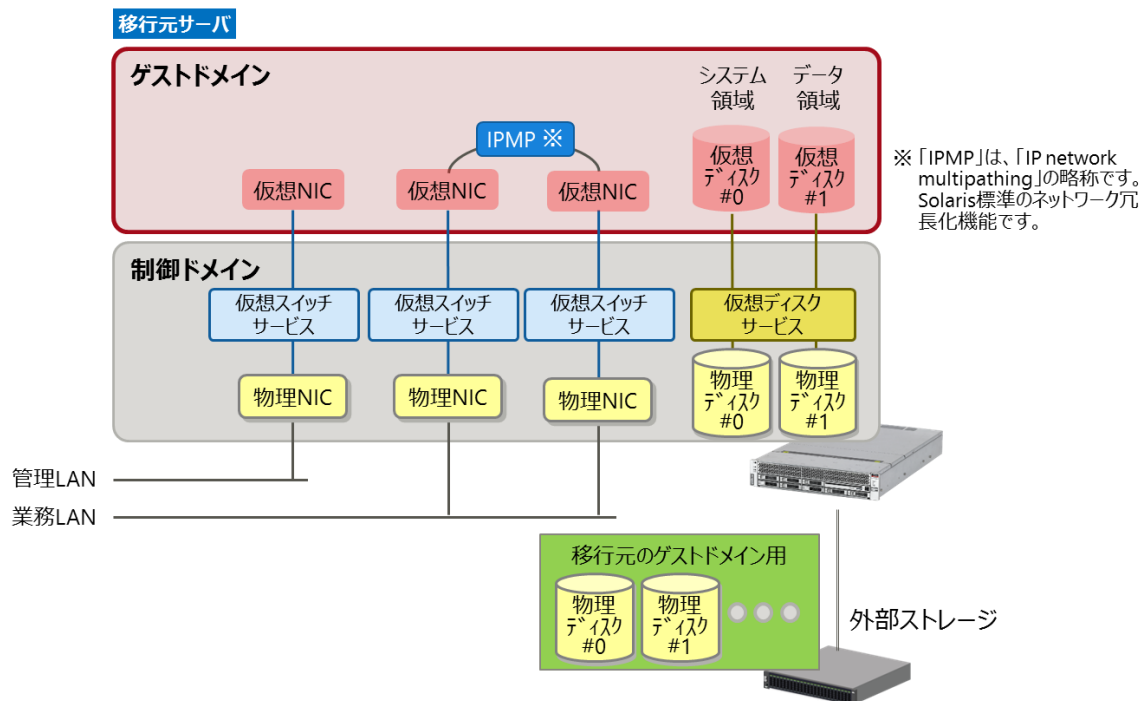 移行元サーバ
ゲストドメイン
システム
領域
データ
領域
IPMP ※
仮想NIC
仮想NIC
仮想NIC
仮想
ディスク
#0
仮想
ディスク
#1
※「IPMP」は、「IP network
multipathing」の略称です。
Solaris標準のネットワーク冗
長化機能です。
制御ドメイン
仮想スイッチ
サービス
仮想スイッチ
サービス
仮想スイッチ
サービス
仮想ディスク
サービス
物理NIC
物理NIC
物理NIC
物理
ディスク
#0
物理
ディスク
#1
管理LAN
業務LAN
移行元のゲストドメイン用
物理
ディスク
#0
物理
ディスク
#1
外部ストレージ